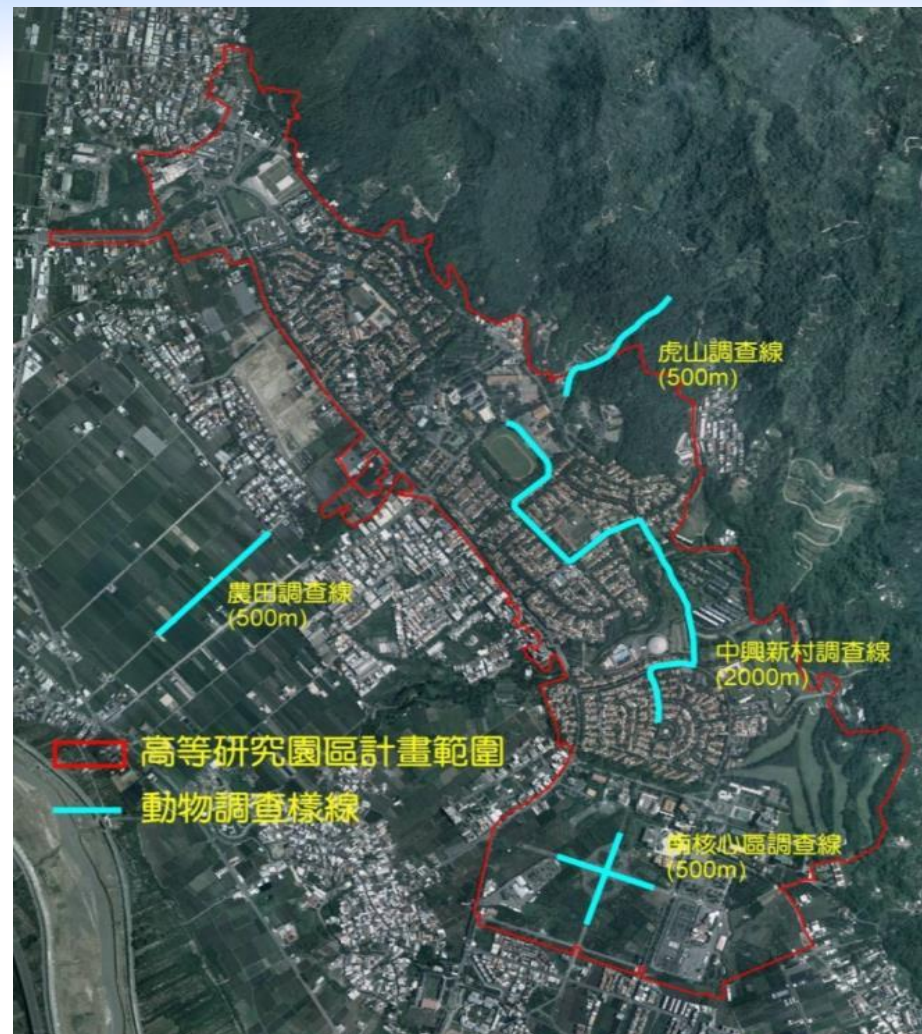 虎山調查線
(500m)
農田調查線
(500m)
中興新村調查線
(2000m)
高等研究園區計畫範圍
動物調查樣線
南核心區調查線
(500m)